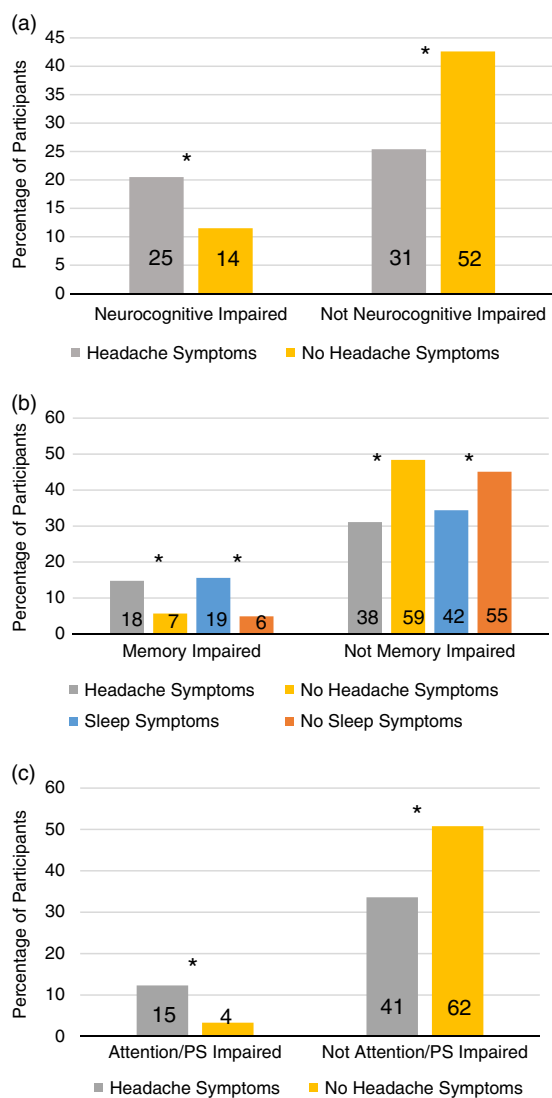 (a)
45
40
35
30
25
20
15
10
5
0
Percentage of Participants
*
*
25
14
31
52
Neurocognitive Impaired
Not Neurocognitive Impaired
Headache Symptoms
No Headache Symptoms
(b)
60
50
40
30
20
10
0
Percentage of Participants
*
*
*
*
18
7
19
6
38
59
42
55
Memory Impaired
Not Memory Impaired
Headache Symptoms
No Headache Symptoms
Sleep Symptoms
No Sleep Symptoms
(c)
60
50
40
30
20
10
0
Percentage of Participants
*
*
15
4
41
62
Attention/PS Impaired
Not Attention/PS Impaired
Headache Symptoms
No Headache Symptoms